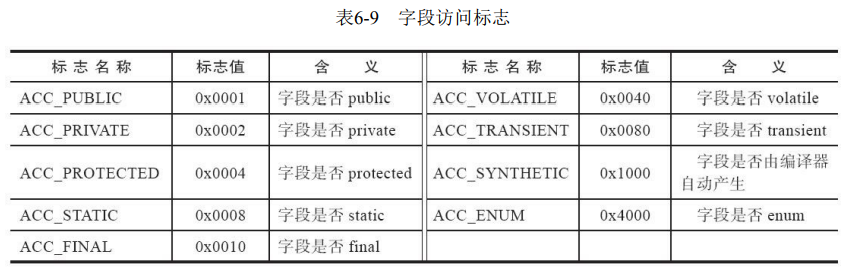 表6-9 字段访问标志
标志名称 标志值 含 义 标志名称 标志值 含 义
ACC_PUBLIC 0x0001 字段是否 public ACC_VOLATILE 0x0040 字段是否 volatile
ACC_PRIVATE 0x0002 字段是否 private ACC_TRANSIENT 0x0080 字段是否 transient
ACC_PROTECTED 0x0004 字段是否 protected ACC_SYNTHETIC 0x1000 字段是否由编译器
自动产生
ACC_STATIC 0x0008 字段是否 static ACC_ENUM 0x4000 字段是否 enum
ACC_FINAL 0x0010 字段是否 final